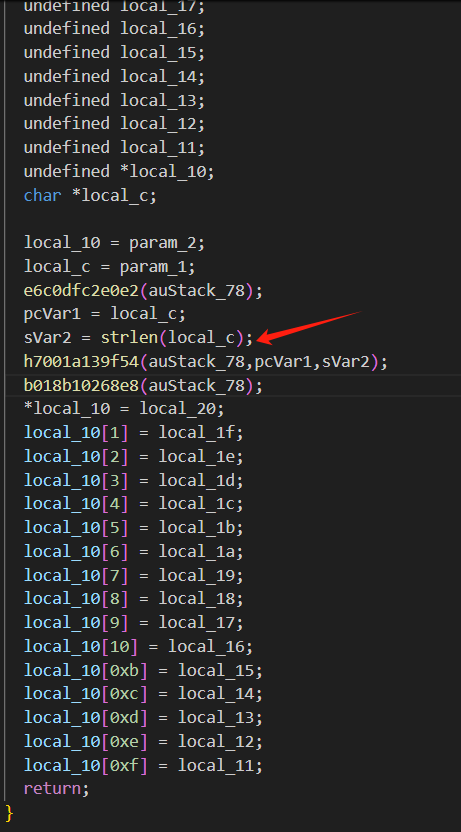 undefined local_17;
undefined local_16;
undefined local_15;
undefined local_14;
undefined local_13;
undefined local_12;
undefined local_11;
undefined *local_10;
char *local_c;
local_10 = param_2;
local_c = param_1;
e6c0dfc2e0e2(auStack_78);
pcVar1 = local_c;
sVar2 = strlen(local_c);
h7001a139f54(auStack_78,pcVar1,sVar2);
b018b10268e8(auStack_78);
*local_10 = local_20;
local_10[1] = local_1f;
local_10[2] = local_1e;
local_10[3] = local_1d;
local_10[4] = local_1c;
local_10[5] = local_1b;
local_10[6] = local_1a;
local_10[7] = local_19;
local_10[8] = local_18;
local_10[9] = local_17;
local_10[10] = local_16;
local_10[0xb] = local_15;
local_10[0xc] = local_14;
local_10[0xd] = local_13;
local_10[0xe] = local_12;
local_10[0xf] = local_11;
return;
}